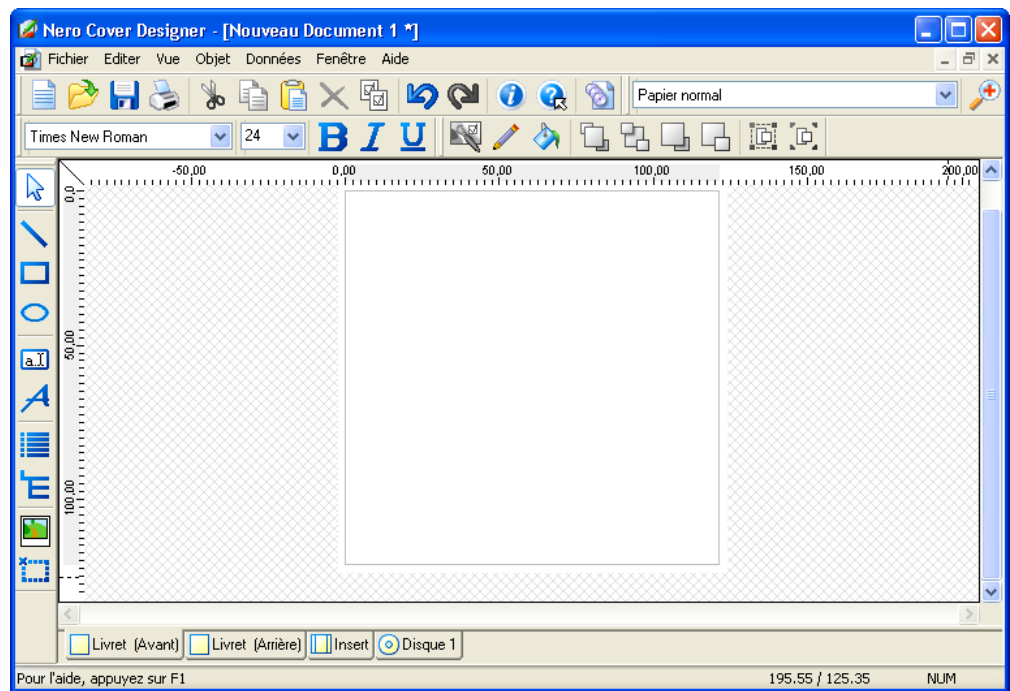 Nero Cover Designer - [Nouveau Document 1 *]
Fichier Editer Vue Objet Données Fenêtre Aide
Papier normal
Times New Roman 24 B I U
-50,00 0,00 50,00 100,00 150,00 200,00
0,0
50,00
100,00
a.I
A
Livret (Avant) Livret (Arrière) Insert Disque 1
Pour l'aide, appuyez sur F1 195.55 / 125.35 NUM